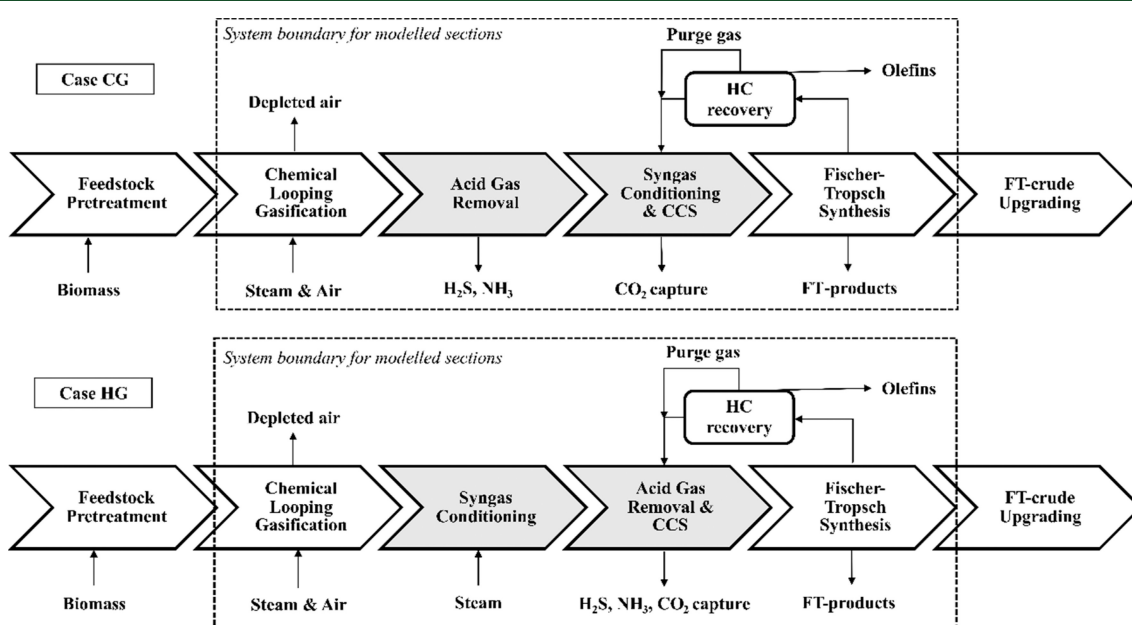 System boundary for modelled sections
Purge gas
Case CG
HC
recovery
Olefins
Depleted air
Feedstock
Pretreatment
Chemical
Looping
Gasification
Acid Gas
Removal
Syngas
Conditioning
& CCS
Fischer-
Tropsch
Synthesis
FT-crude
Upgrading
Biomass
Steam & Air
H₂S, NH₃
CO₂ capture
FT-products
System boundary for modelled sections
Purge gas
Case HG
HC
recovery
Olefins
Depleted air
Feedstock
Pretreatment
Chemical
Looping
Gasification
Syngas
Conditioning
Acid Gas
Removal &
CCS
Fischer-
Tropsch
Synthesis
FT-crude
Upgrading
Biomass
Steam & Air
Steam
H₂S, NH₃, CO₂ capture
FT-products